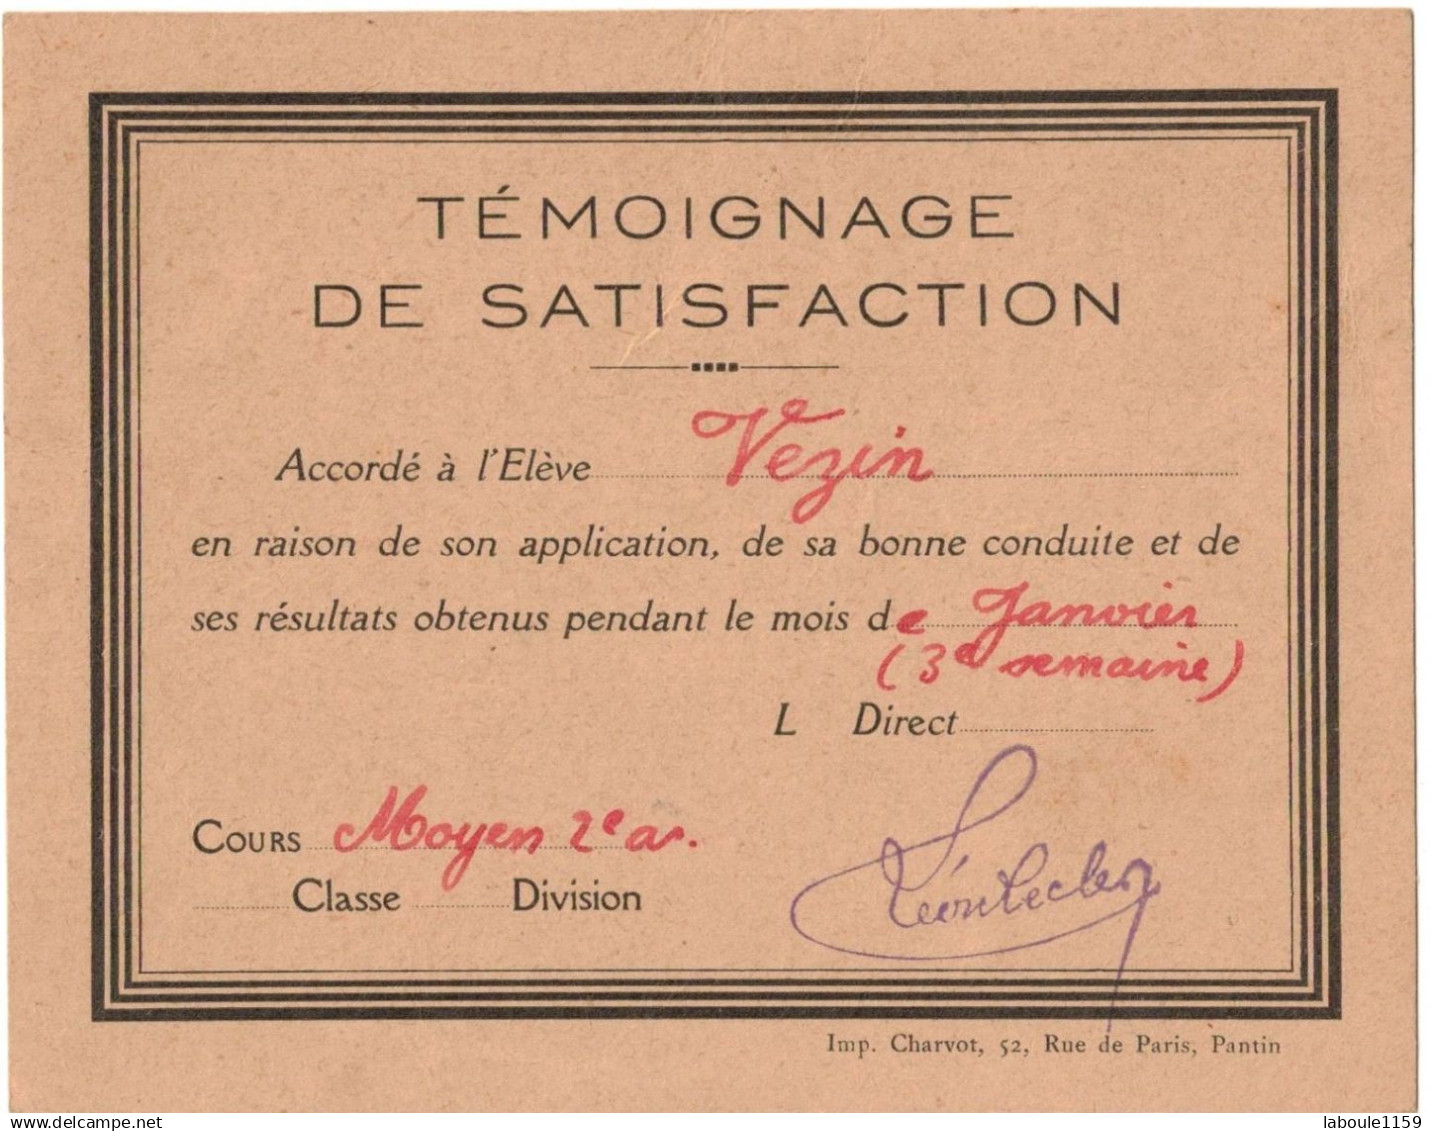 TÉMOIGNAGE
DE SATISFACTION
Accordé à l'Elève Vezin
en raison de son application, de sa bonne conduite et de
ses résultats obtenus pendant le mois de Janvier
(3e semaine)
L Direct
Cours Moyen 2e a.
Classe Division
Imp. Charvot, 52, Rue de Paris, Pantin
delcampe.net
laboule1159